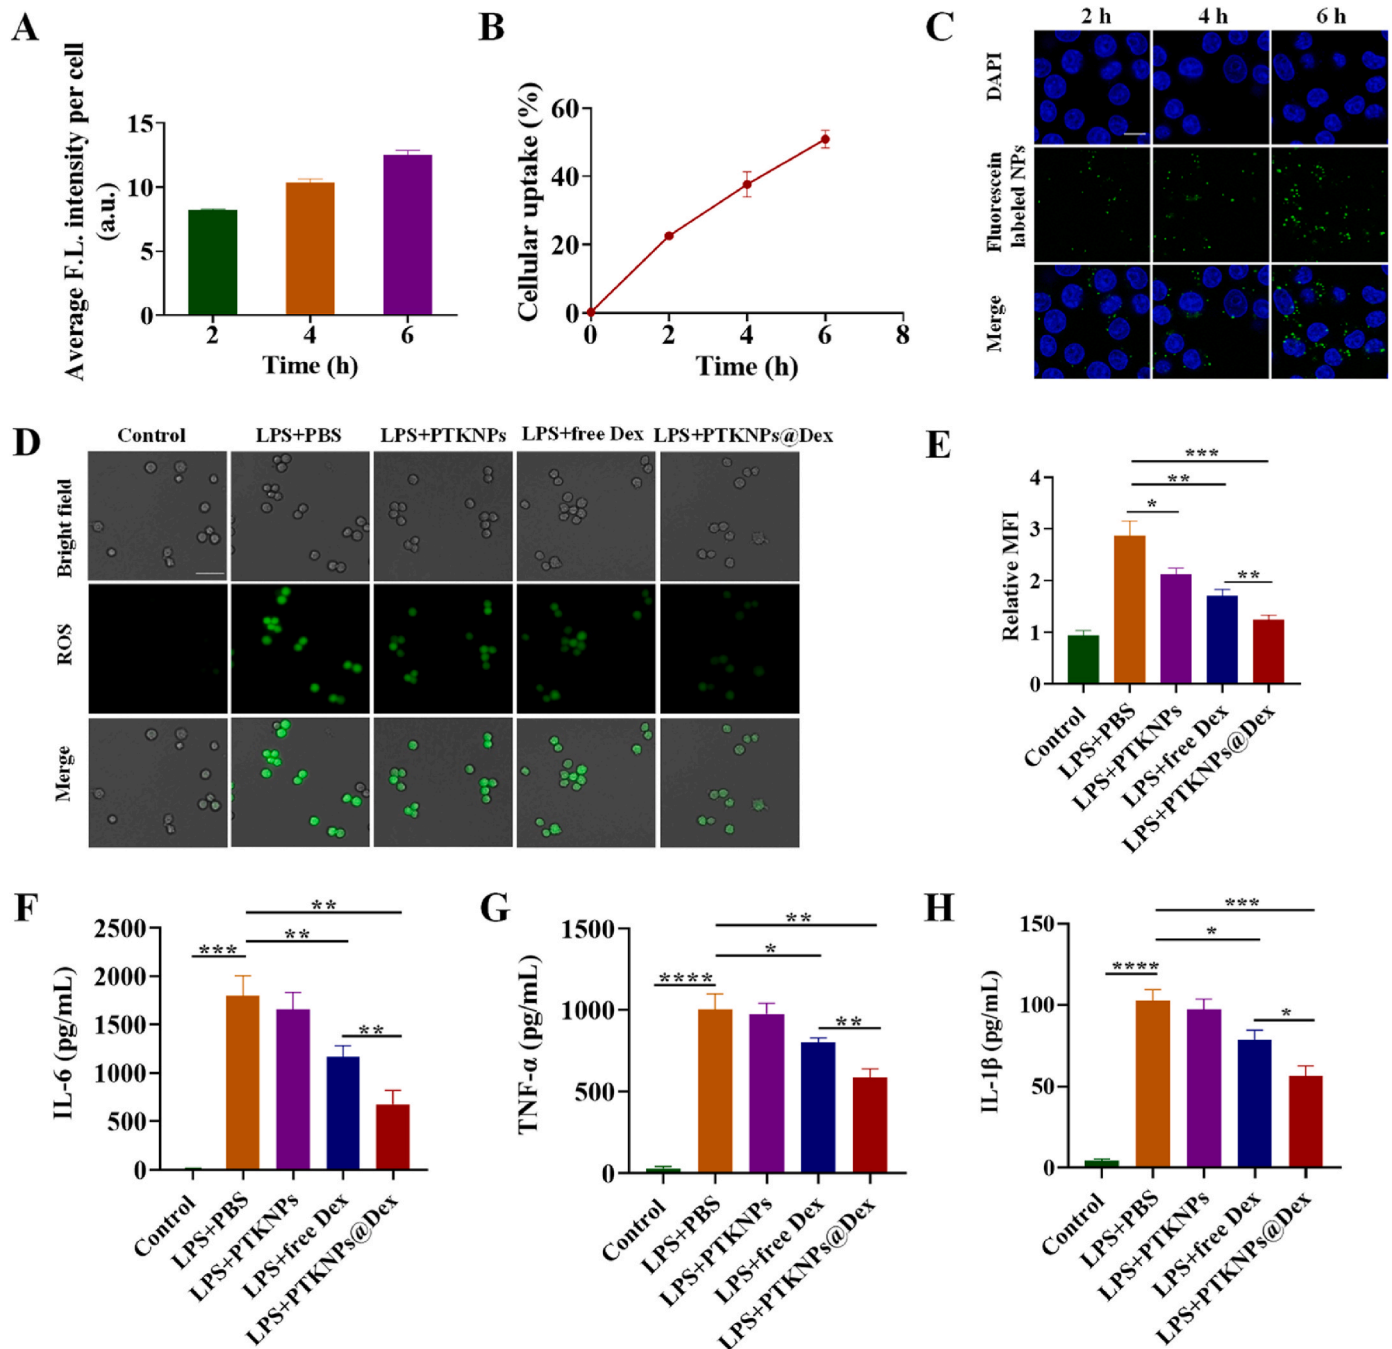 A
Average F.L. intensity per cell
(a.u.)
15
10
5
0
2
4
6
Time (h)
B
Cellular uptake (%)
60
40
20
0
0
2
4
6
8
Time (h)
C
2 h
4 h
6 h
DAPI
Fluorescein
labeled NPs
Merge
D
Control
LPS+PBS
LPS+PTKNPs
LPS+free Dex
LPS+PTKNPs@Dex
Bright field
ROS
Merge
E
Relative MFI
4
3
2
1
0
***
**
*
**
Control
LPS+PBS
LPS+PTKNPs
LPS+free Dex
LPS+PTKNPs@Dex
F
IL-6 (pg/mL)
2500
2000
1500
1000
500
0
**
**
***
**
Control
LPS+PBS
LPS+PTKNPs
LPS+free Dex
LPS+PTKNPs@Dex
G
TNF-α (pg/mL)
1500
1000
500
0
**
*
****
**
Control
LPS+PBS
LPS+PTKNPs
LPS+free Dex
LPS+PTKNPs@Dex
H
IL-1β (pg/mL)
150
100
50
0
***
*
****
*
Control
LPS+PBS
LPS+PTKNPs
LPS+free Dex
LPS+PTKNPs@Dex